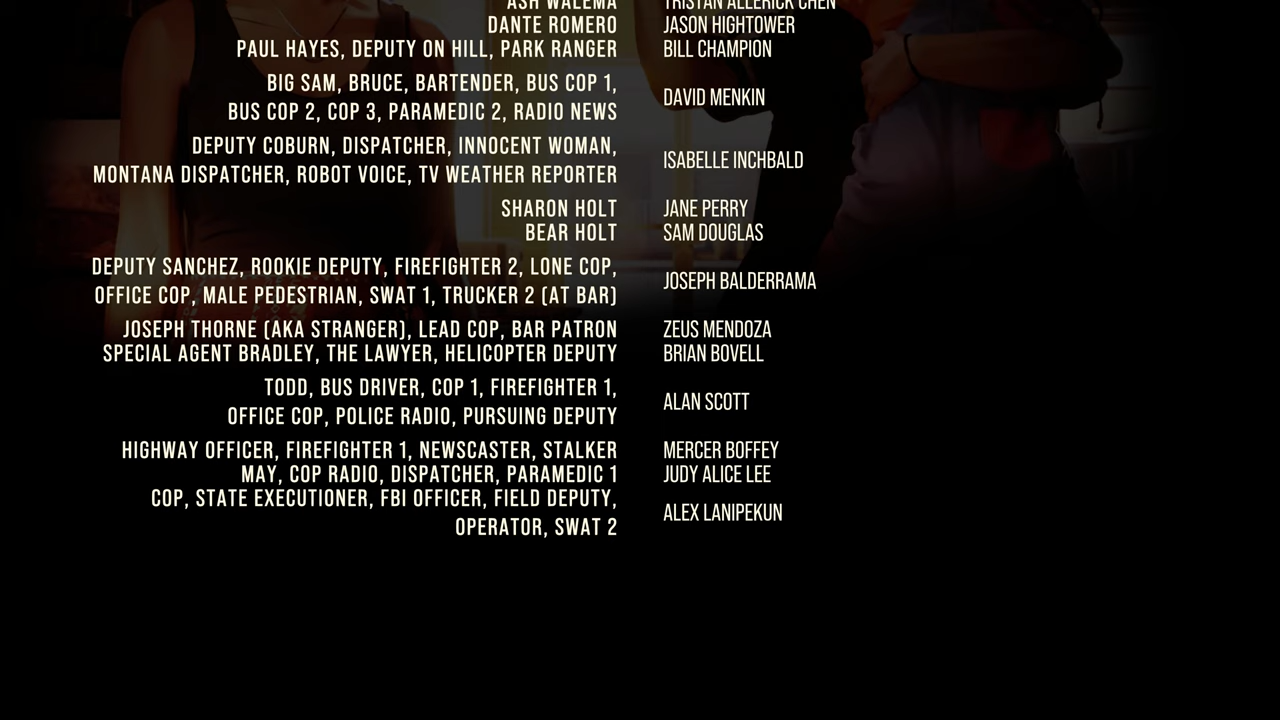 ASH WALEMA TRISTAN ALLERICK CHEN
DANTE ROMERO JASON HIGHTOWER
PAUL HAYES, DEPUTY ON HILL, PARK RANGER BILL CHAMPION
BIG SAM, BRUCE, BARTENDER, BUS COP 1,
BUS COP 2, COP 3, PARAMEDIC 2, RADIO NEWS
DAVID MENKIN
DEPUTY COBURN, DISPATCHER, INNOCENT WOMAN,
MONTANA DISPATCHER, ROBOT VOICE, TV WEATHER REPORTER
ISABELLE INCHBALD
SHARON HOLT JANE PERRY
BEAR HOLT SAM DOUGLAS
DEPUTY SANCHEZ, ROOKIE DEPUTY, FIREFIGHTER 2, LONE COP,
OFFICE COP, MALE PEDESTRIAN, SWAT 1, TRUCKER 2 (AT BAR)
JOSEPH BALDERRAMA
JOSEPH THORNE (AKA STRANGER), LEAD COP, BAR PATRON ZEUS MENDOZA
SPECIAL AGENT BRADLEY, THE LAWYER, HELICOPTER DEPUTY BRIAN BOVELL
TODD, BUS DRIVER, COP 1, FIREFIGHTER 1,
OFFICE COP, POLICE RADIO, PURSUING DEPUTY
ALAN SCOTT
HIGHWAY OFFICER, FIREFIGHTER 1, NEWSCASTER, STALKER MERCER BOFFEY
MAY, COP RADIO, DISPATCHER, PARAMEDIC 1 JUDY ALICE LEE
COP, STATE EXECUTIONER, FBI OFFICER, FIELD DEPUTY,
OPERATOR, SWAT 2
ALEX LANIPEKUN